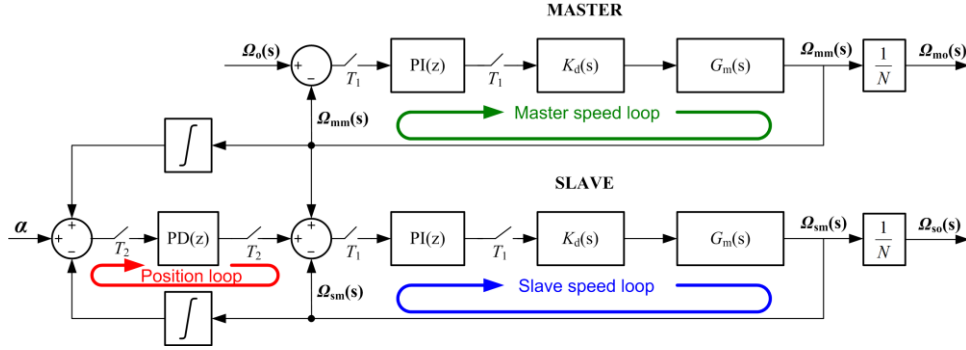 MASTER
Ωo(s)
+
−
T1
PI(z)
T1
Kd(s)
Gm(s)
Ωmm(s)
1
N
Ωmo(s)
Ωmm(s)
Master speed loop
∫
SLAVE
α
+
+
−
T2
PD(z)
T2
+
+
−
T1
PI(z)
T1
Kd(s)
Gm(s)
Ωsm(s)
1
N
Ωso(s)
Position loop
Ωsm(s)
Slave speed loop
∫